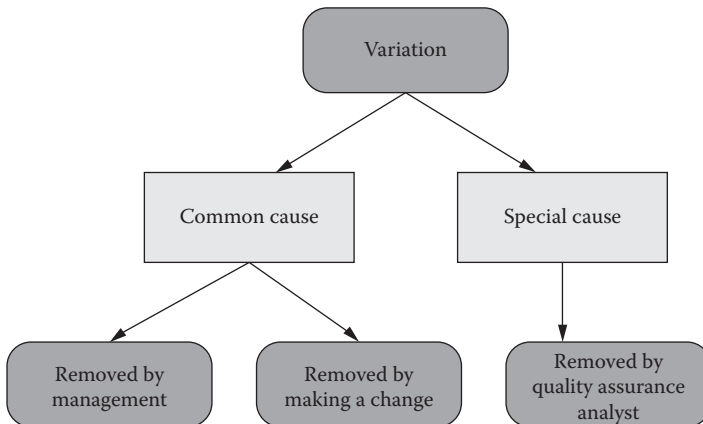 Variation
Common cause
Special cause
Removed by
management
Removed by
making a change
Removed by
quality assurance
analyst